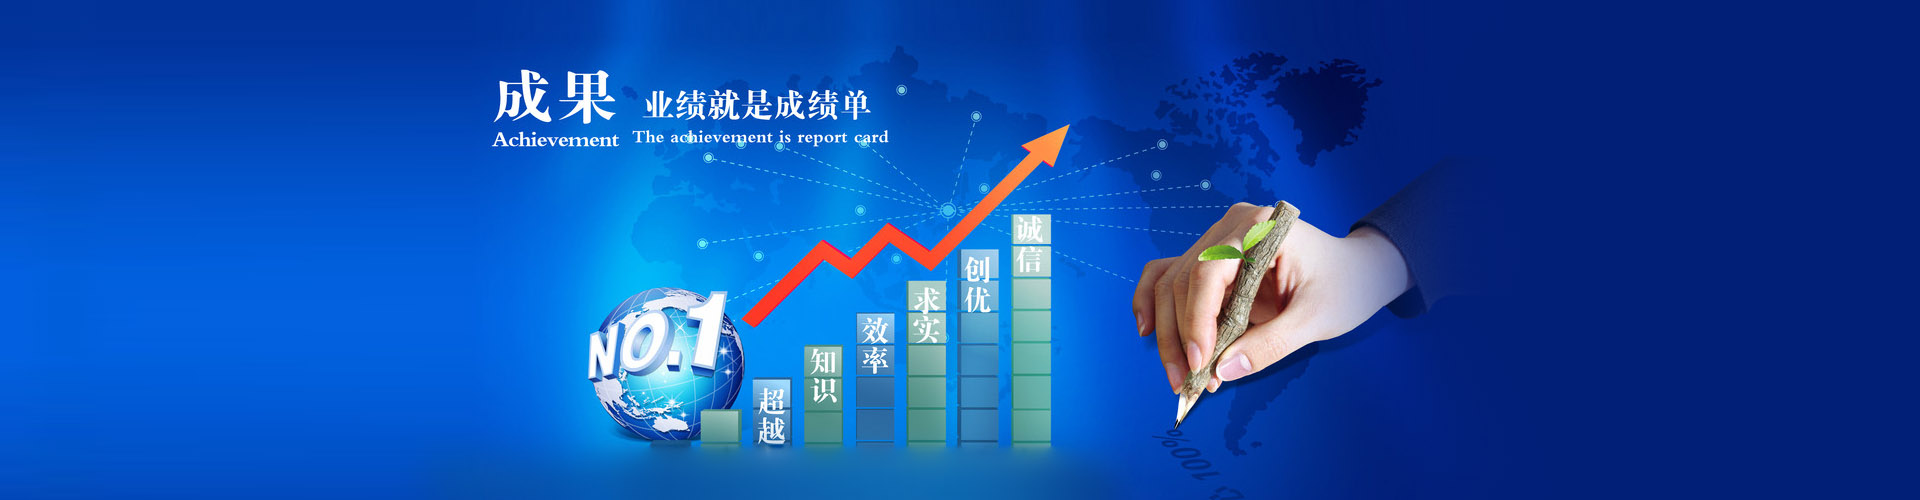 成果
业绩就是成绩单
Achievement
The achievement is report card
NO.1
超越
知识
效率
求实
创优
诚信
100%